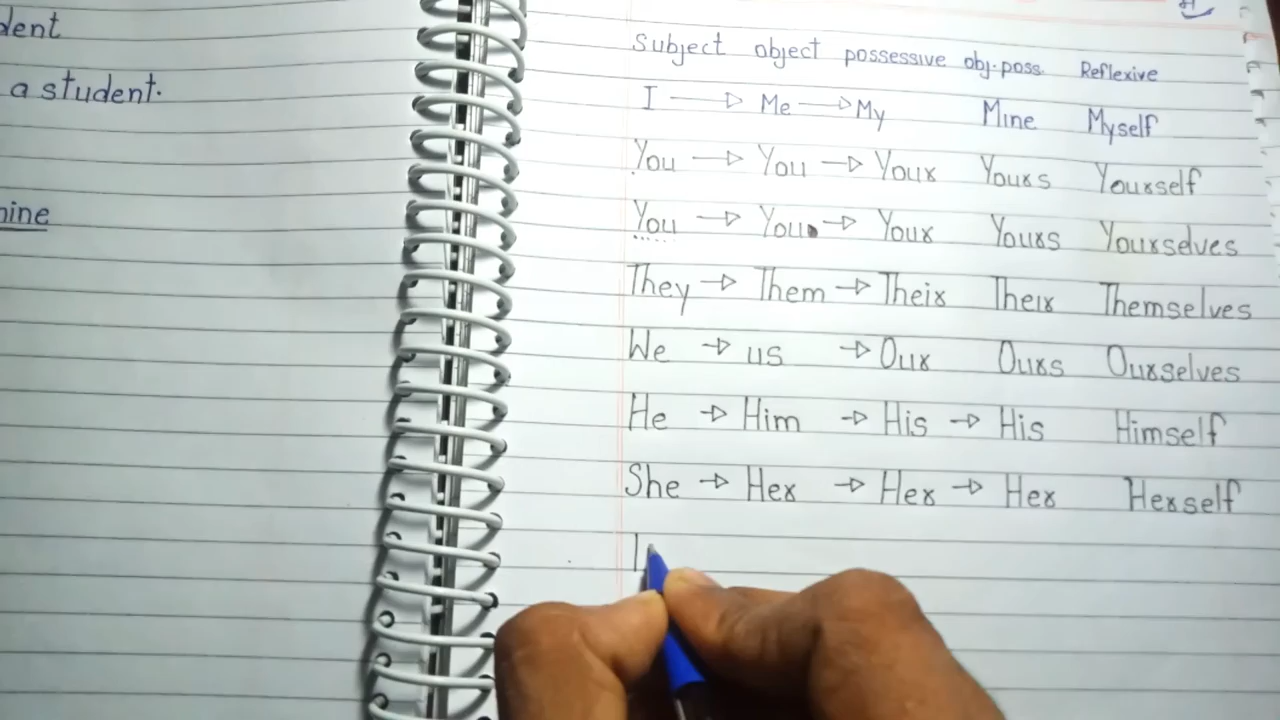 dent
a student.
mine
Subject object possessive obj.poss. Reflexive
I → Me → My Mine Myself
You → You → Your Yours Yourself
You → You → Your Yours Yourselves
They → Them → Their Their Themselves
We → us → Our Ours Ourselves
He → Him → His → His Himself
She → Her → Her → Her Herself